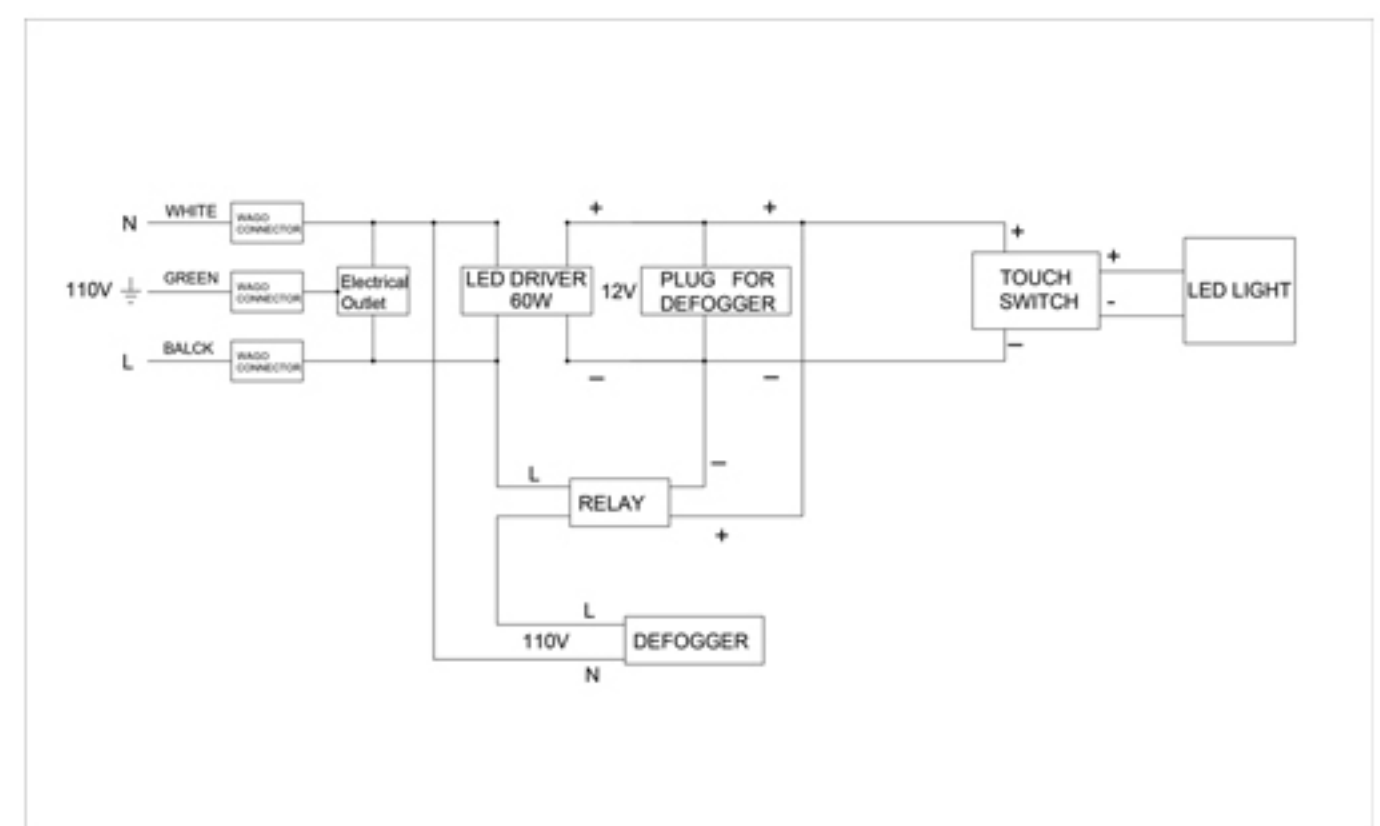 N
WHITE
WAGO
CONNECTOR
110V
GREEN
WAGO
CONNECTOR
L
BALCK
WAGO
CONNECTOR
Electrical
Outlet
LED DRIVER
60W
+
+
12V
PLUG FOR
DEFOGGER
−
−
+
TOUCH
SWITCH
−
+
-
LED LIGHT
L
RELAY
−
+
L
110V
N
DEFOGGER